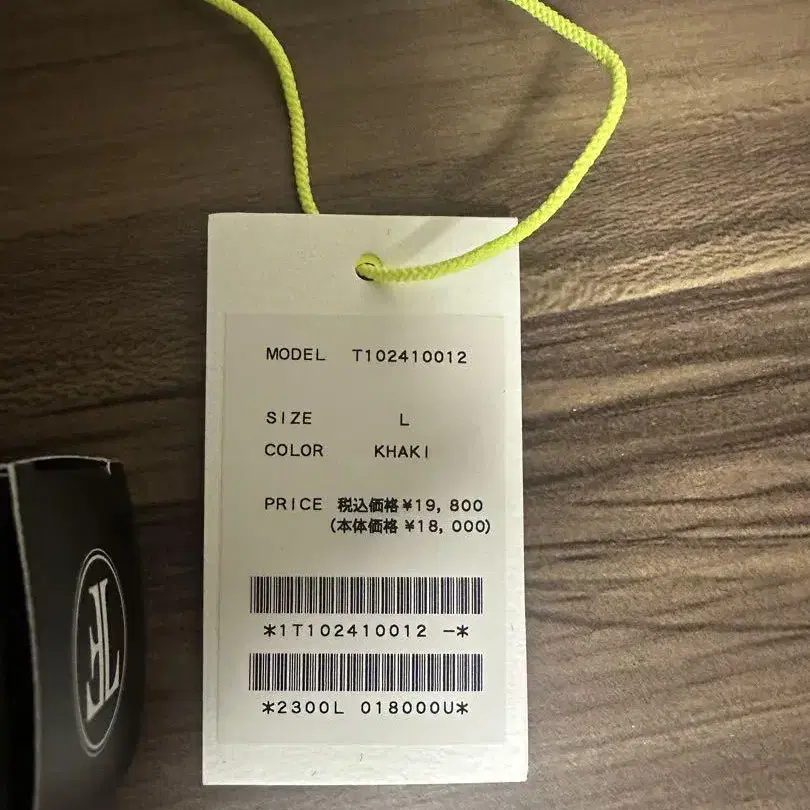 MODEL T102410012
SIZE L
COLOR KHAKI
PRICE 税込価格¥19,800
(本体価格 ¥18,000)
*1T102410012 -*
*2300L 018000U*